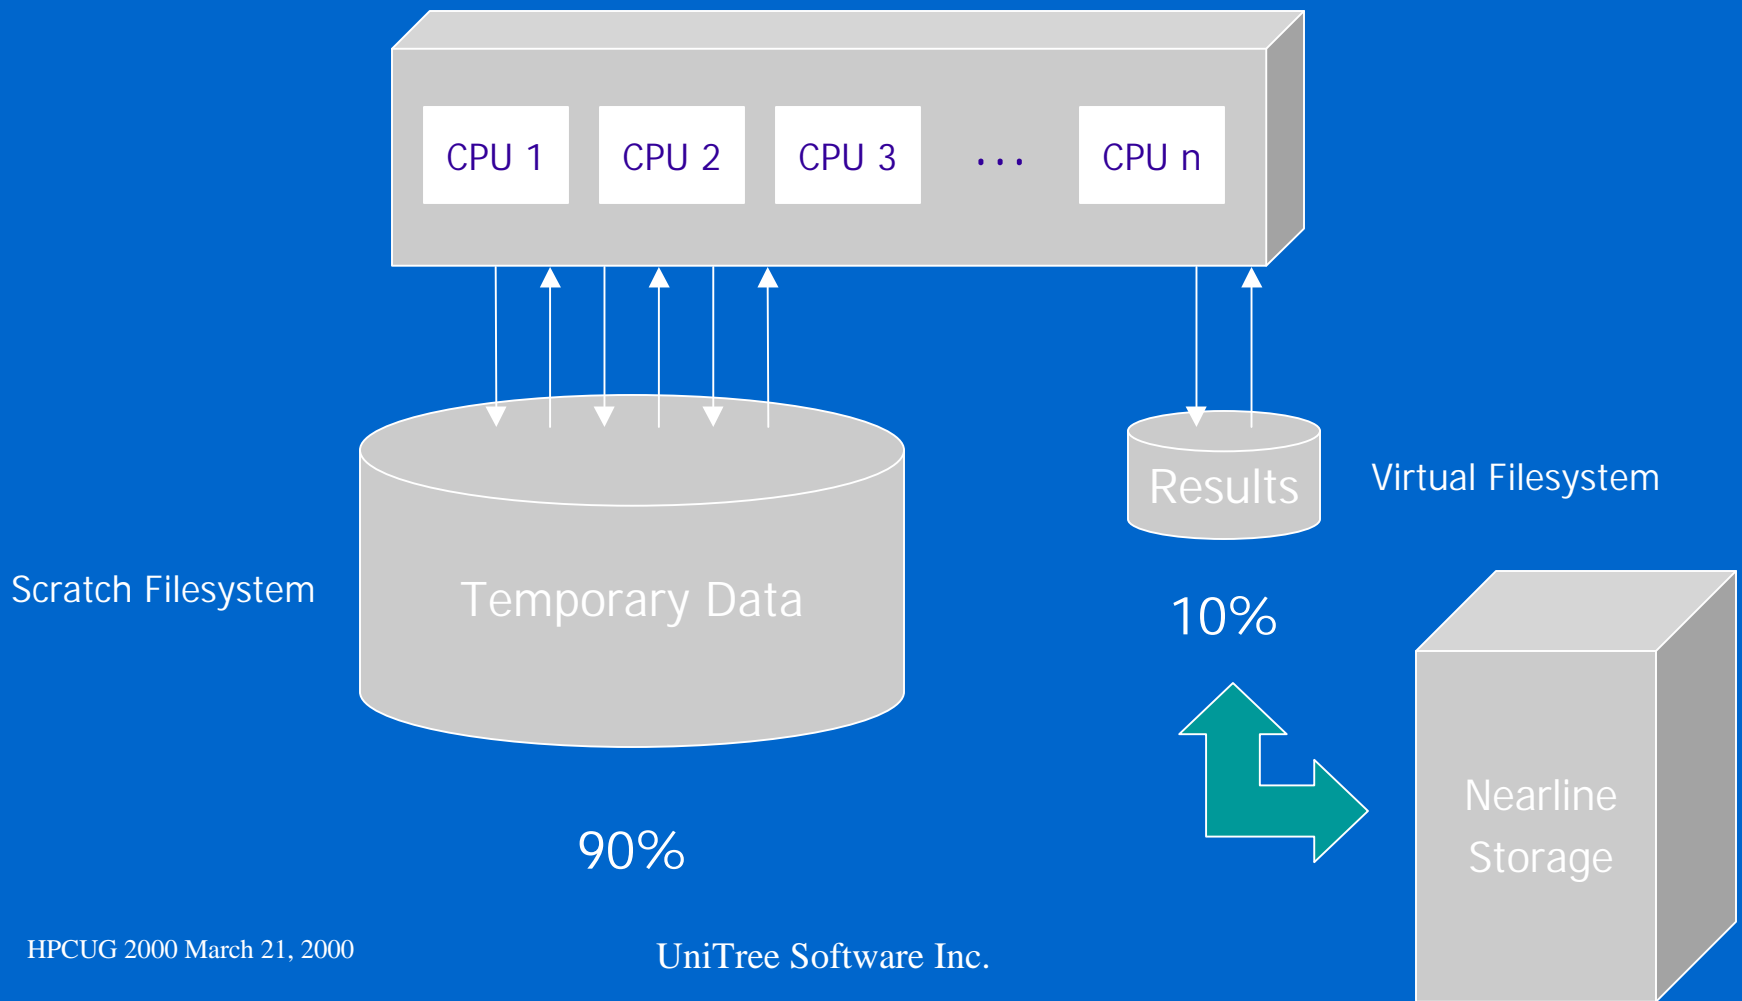 CPU 1
CPU 2
CPU 3
...
CPU n
Results
Virtual Filesystem
Scratch Filesystem
Temporary Data
10%
90%
Nearline
Storage
HPCUG 2000 March 21, 2000
UniTree Software Inc.